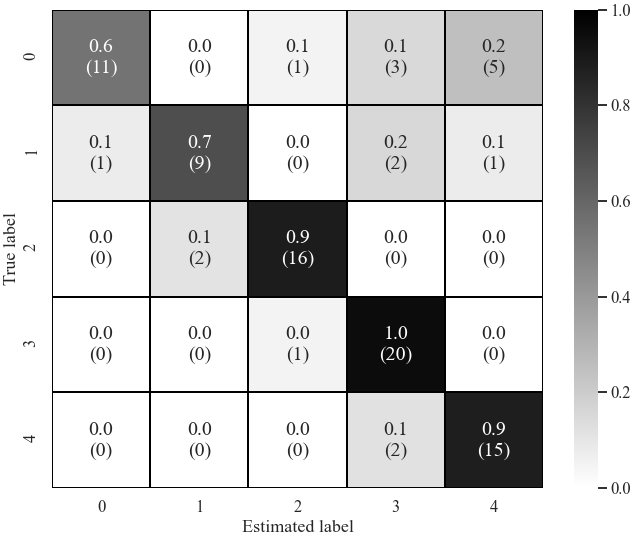 0.6 0.0 0.1 0.1 0.2
(11) (0) (1) (3) (5)
0.1 0.7 0.0 0.2 0.1
(1) (9) (0) (2) (1)
0.0 0.1 0.9 0.0 0.0
(0) (2) (16) (0) (0)
0.0 0.0 0.0 1.0 0.0
(0) (0) (1) (20) (0)
0.0 0.0 0.0 0.1 0.9
(0) (0) (0) (2) (15)
0
1
2
3
4
True label
0 1 2 3 4
Estimated label
1.0
0.8
0.6
0.4
0.2
0.0